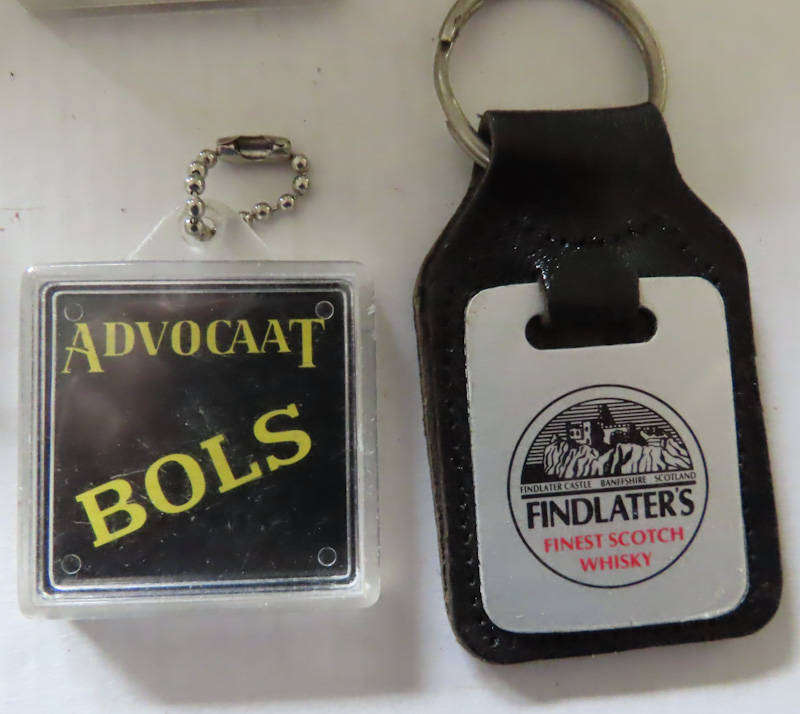 ADVOCAAT
BOLS
FINDLATER CASTLE BANFFSHIRE SCOTLAND
FINDLATER'S
FINEST SCOTCH
WHISKY